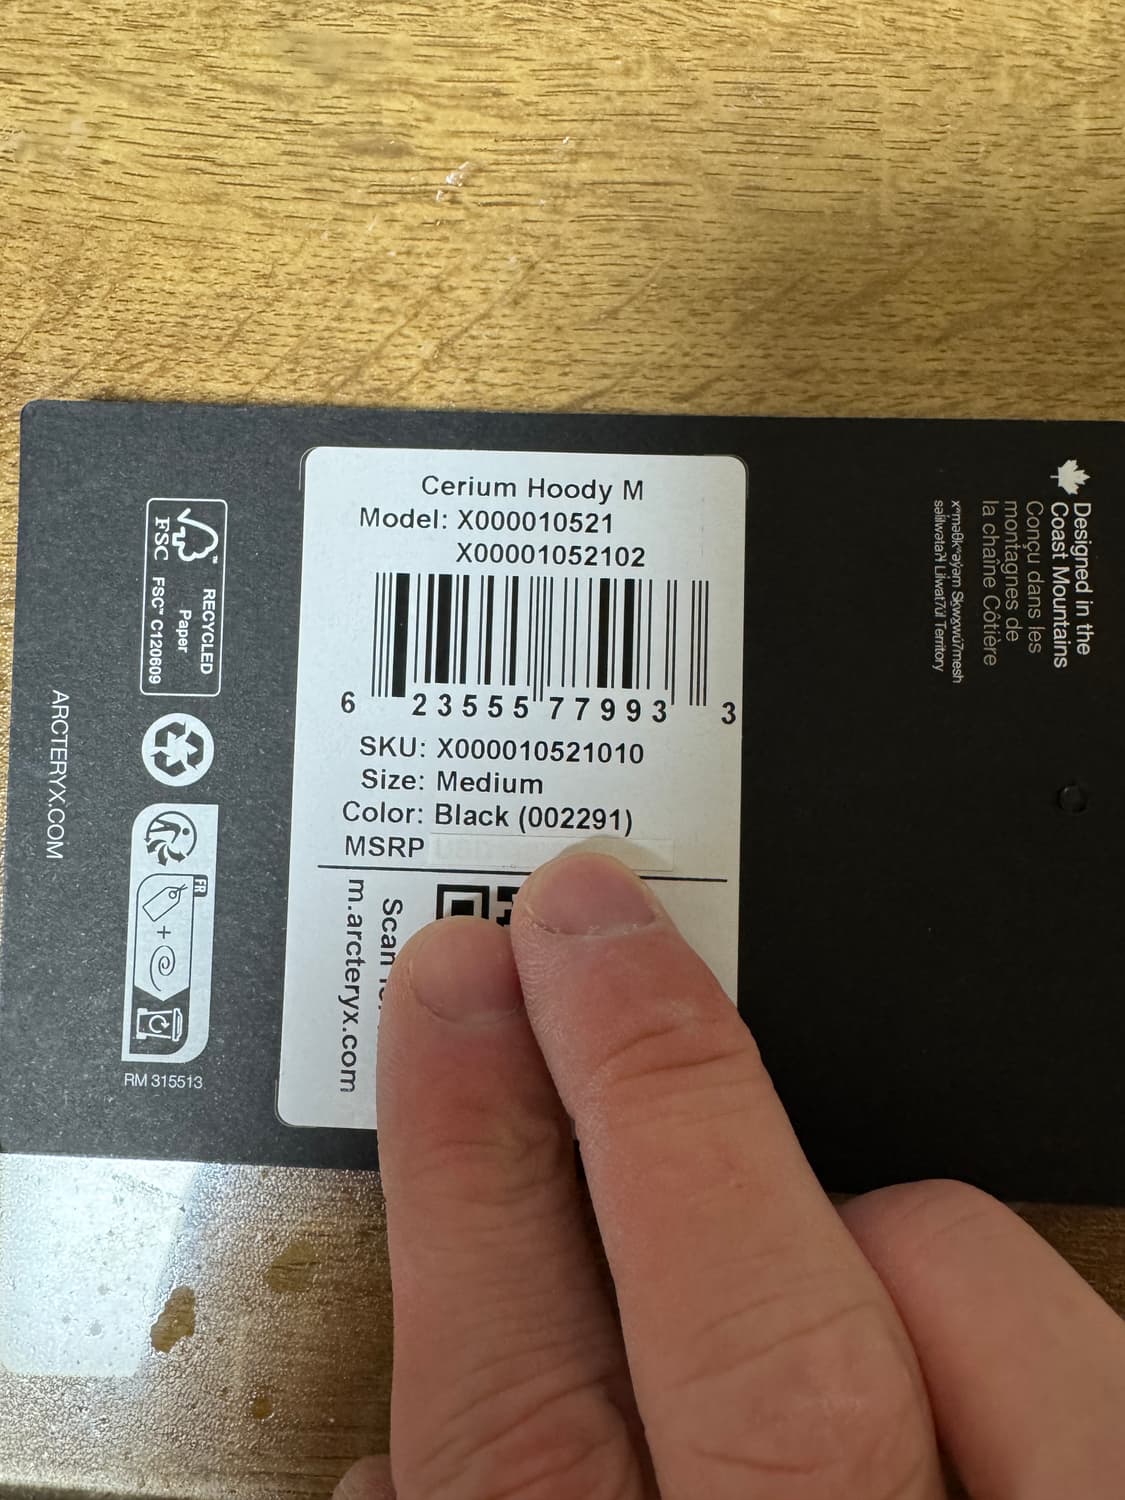 Cerium Hoody M
Model: X000010521
X00001052102
6 23555 77993 3
SKU: X000010521010
Size: Medium
Color: Black (002291)
MSRP
Scan
m.arcteryx.com
FSC
RECYCLED
Paper
FSC™ C120609
ARCTERYX.COM
FR
RM 315513
Designed in the
Coast Mountains
Conçu dans les
montagnes de
la chaîne Côtière